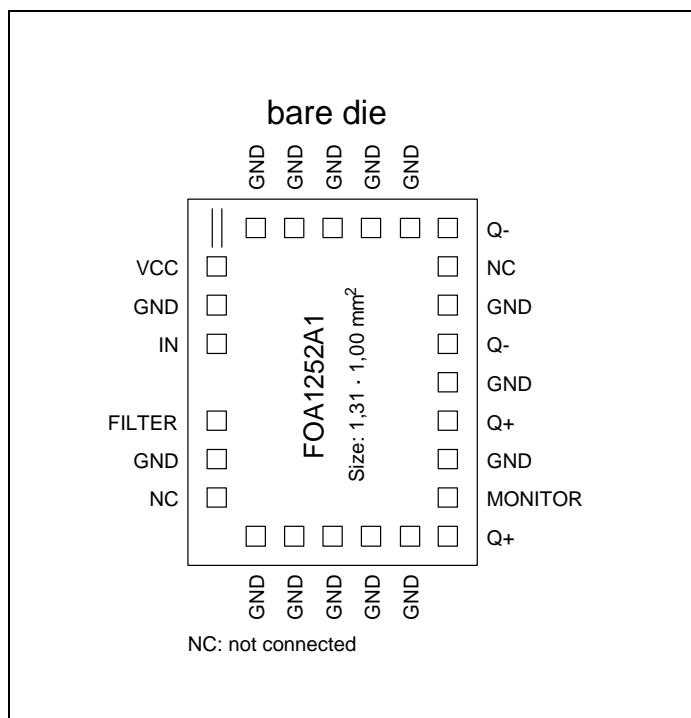 bare die
GND GND GND GND GND
Q-
VCC NC
GND GND
IN Q-
GND
FILTER Q+
GND GND
NC MONITOR
Q+
FOA1252A1
Size: 1,31 · 1,00 mm²
GND GND GND GND GND
NC: not connected